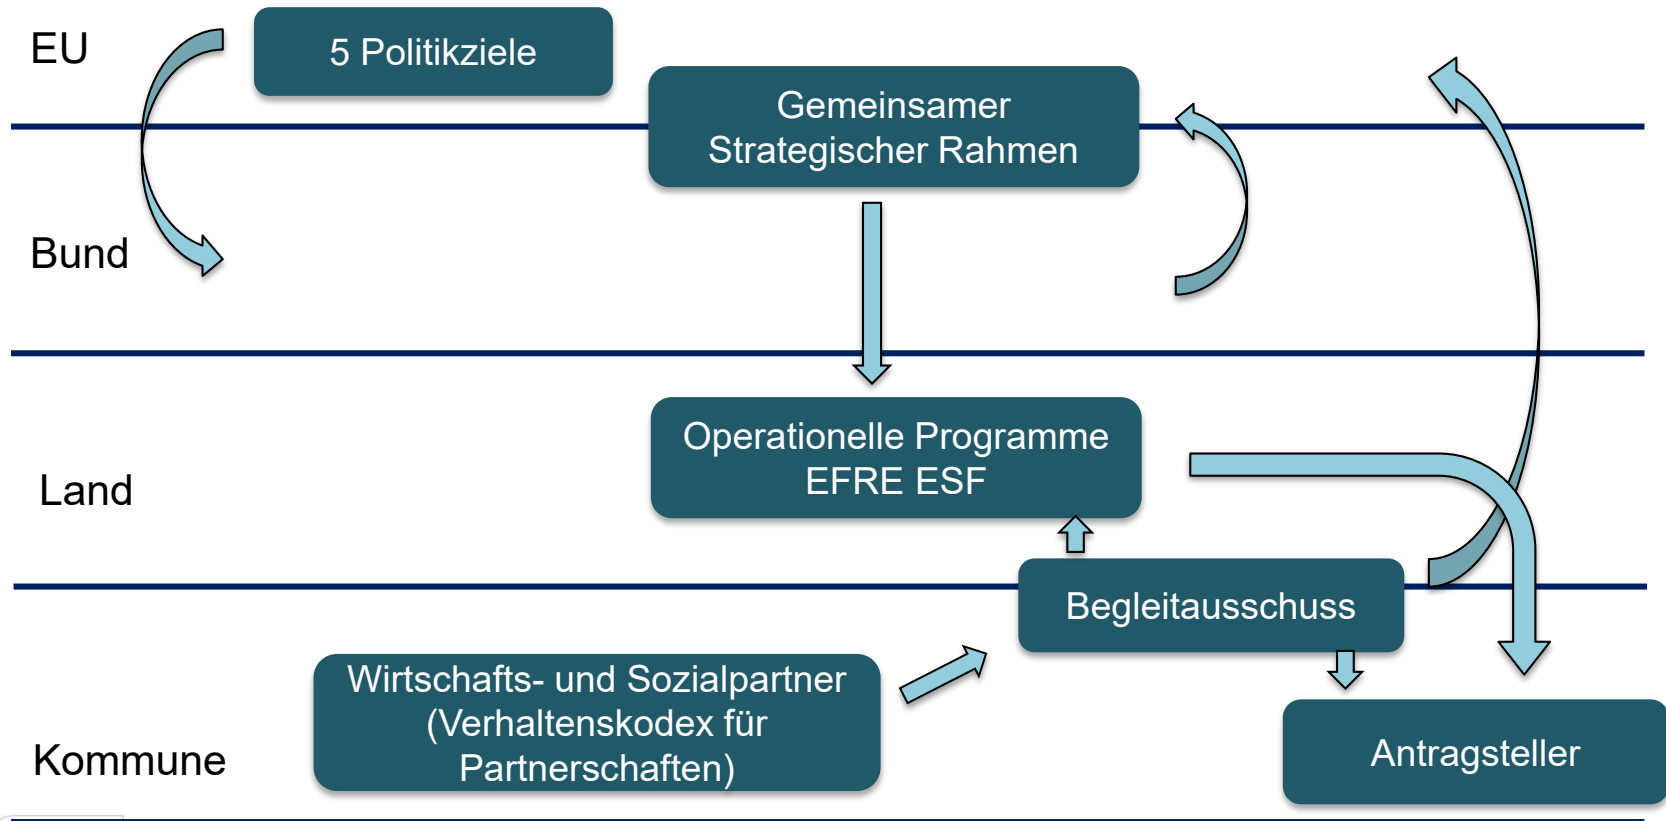 EU
5 Politikziele
Gemeinsamer
Strategischer Rahmen
Bund
Operationelle Programme
EFRE ESF
Land
Begleitausschuss
Wirtschafts- und Sozialpartner
(Verhaltenskodex für
Partnerschaften)
Kommune
Antragsteller